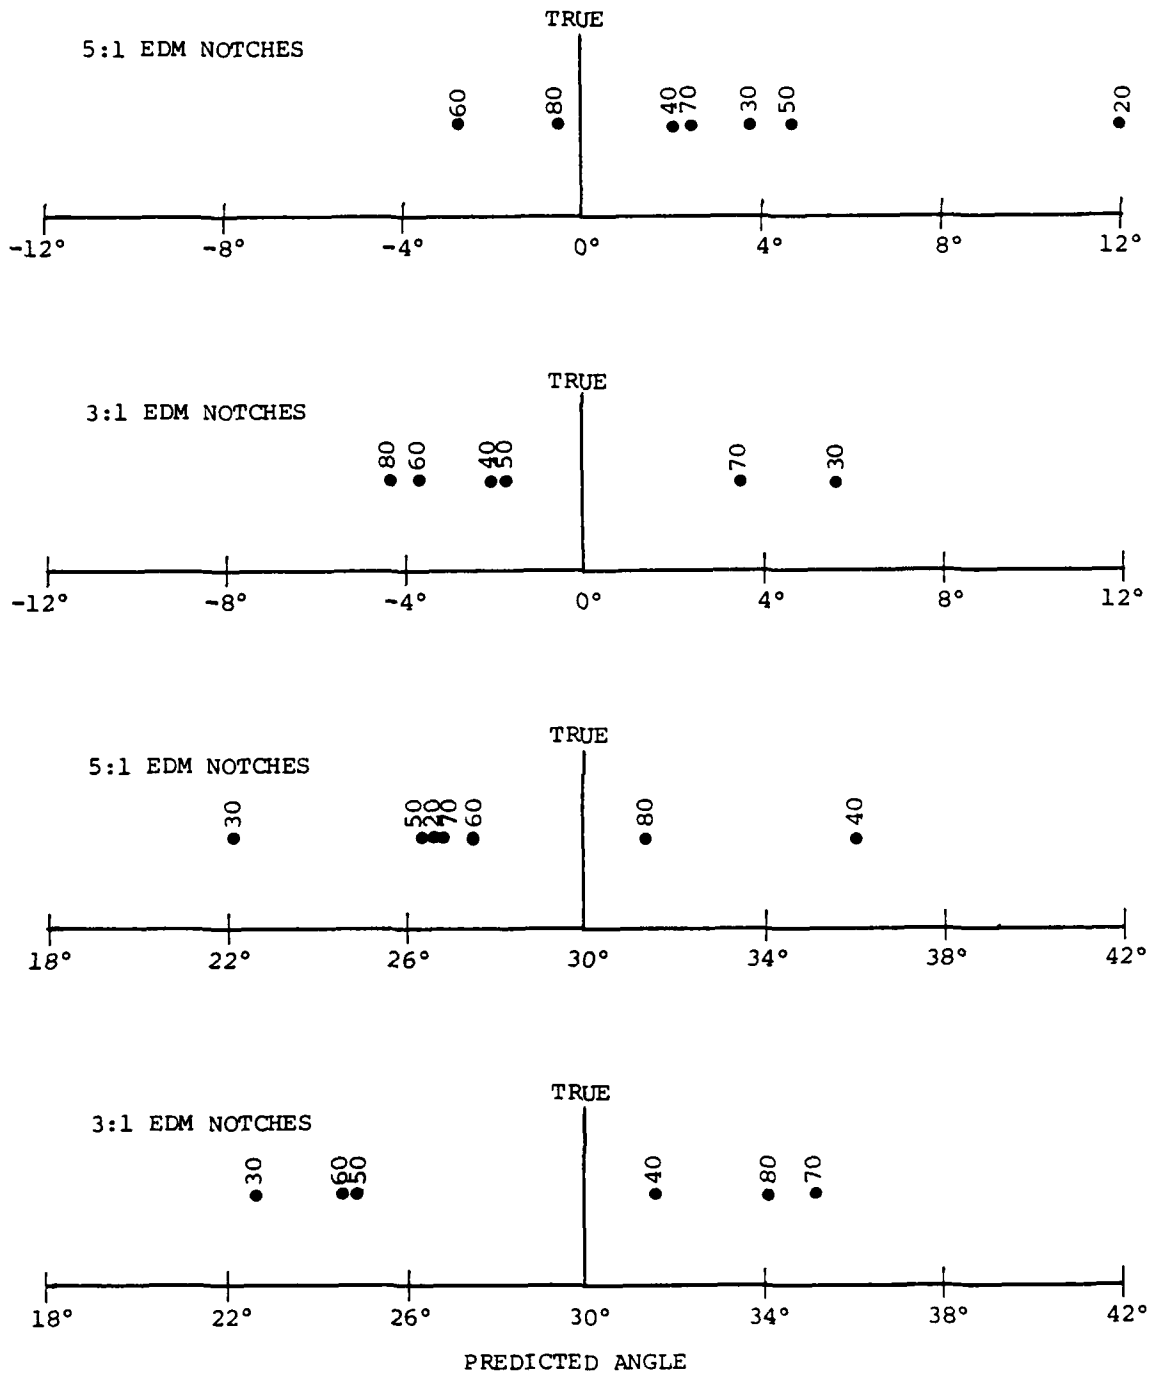 TRUE
5:1 EDM NOTCHES
60 80 40 70 30 50 20
-12° -8° -4° 0° 4° 8° 12°
TRUE
3:1 EDM NOTCHES
80 60 40 50 70 30
-12° -8° -4° 0° 4° 8° 12°
TRUE
5:1 EDM NOTCHES
30 50 20 70 60 80 40
18° 22° 26° 30° 34° 38° 42°
TRUE
3:1 EDM NOTCHES
30 60 50 40 80 70
18° 22° 26° 30° 34° 38° 42°
PREDICTED ANGLE